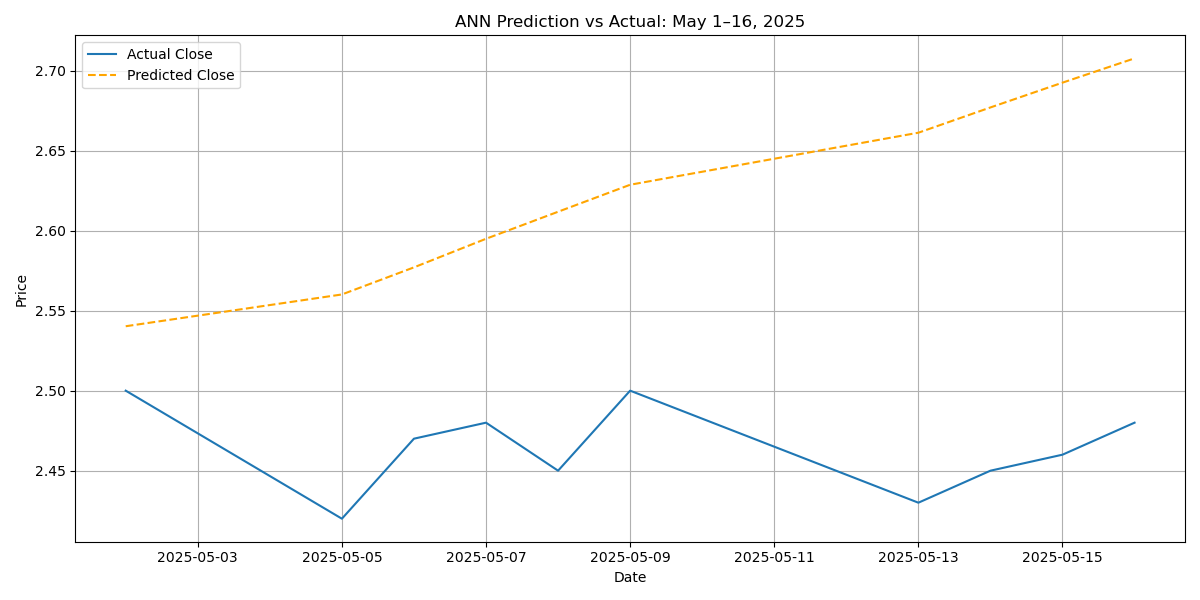 ANN Prediction vs Actual: May 1–16, 2025
Actual Close
Predicted Close
Price
2.70
2.65
2.60
2.55
2.50
2.45
2025-05-03 2025-05-05 2025-05-07 2025-05-09 2025-05-11 2025-05-13 2025-05-15
Date